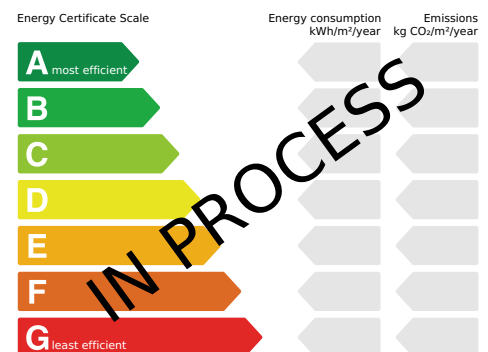 Energy Certificate Scale
Energy consumption
kWh/m²/year
Emissions
kg CO₂/m²/year
A most efficient
B
C
D
E
F
G least efficient
IN PROCESS